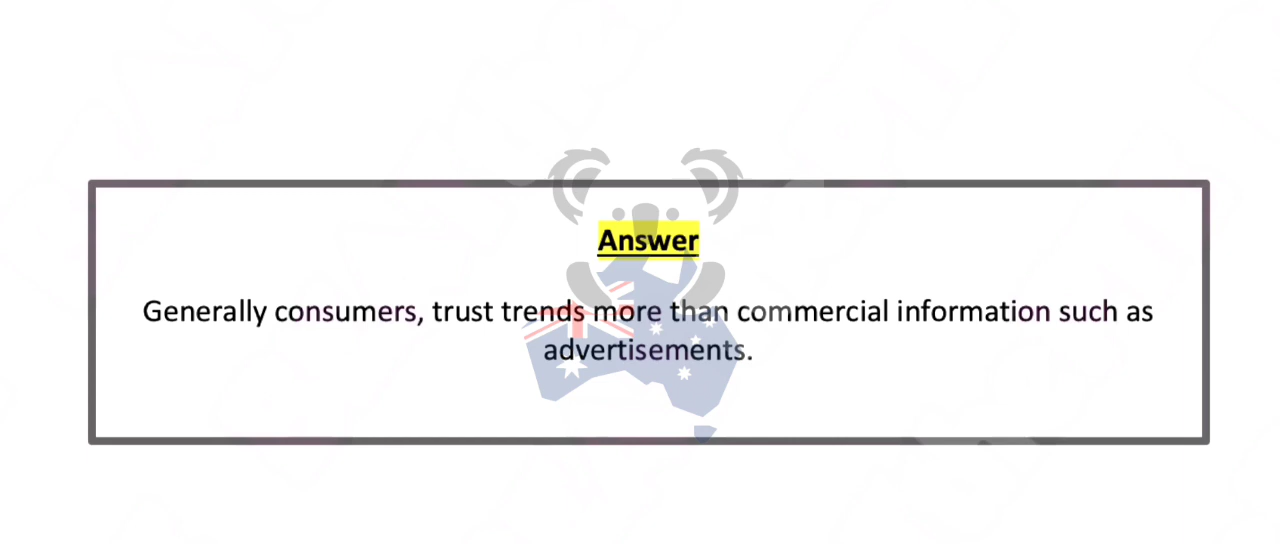 Answer
Generally consumers, trust trends more than commercial information such as
advertisements.